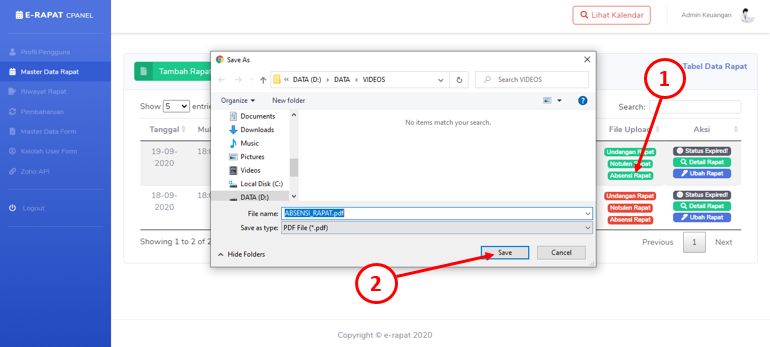 E-RAPAT CPANEL
Lihat Kalendar
Admin Keuangan
Profil Pengguna
Master Data Rapat
Riwayat Rapat
Pembahasan
Master Data Form
Kelolah User Form
Zoho API
Logout
Tambah Rapat
Tabel Data Rapat
Show 5 entrie
Search:
Tanggal
Mul
File Upload
Aksi
19-09-2020
18:0
Undangan Rapat
Notulen Rapat
Absensi Rapat
Status Expired!
Detail Rapat
Ubah Rapat
18-09-2020
18:0
Undangan Rapat
Notulen Rapat
Absensi Rapat
Status Expired!
Detail Rapat
Ubah Rapat
Showing 1 to 2 of 2
Previous 1 Next
Save As
« DATA (D:) > DATA > VIDEOS
Search VIDEOS
Organize
New folder
Documents
Downloads
Music
Pictures
Videos
Local Disk (C:)
DATA (D:)
No items match your search.
File name: ABSENSI_RAPAT.pdf
Save as type: PDF File (*.pdf)
Hide Folders
Save
Cancel
1
2
Copyright © e-rapat 2020